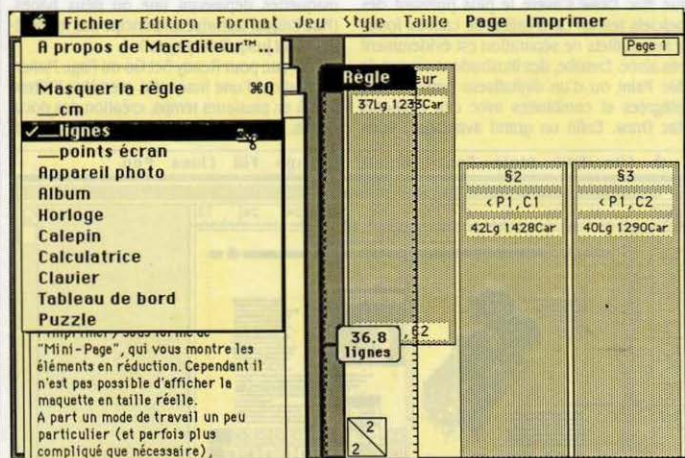 Fichier Edition Format Jeu Style Taille Page Imprimer
A propos de MacEditeur™...
Masquer la règle ⌘Q
__cm
✓__lignes
__points écran
Appareil photo
Album
Horloge
Calepin
Calculatrice
Clavier
Tableau de bord
Puzzle
"Mini-Page", qui vous montre les
éléments en réduction. Cependant il
n'est pas possible d'afficher la
maquette en taille réelle.
A part un mode de travail un peu
particulier (et parfois plus
compliqué que nécessaire),
Page 1
Règle
eur
37Lg 1233Car
36.8
lignes
,C2
2
2
§2
<P1,C1
42Lg 1428Car
§3
<P1,C2
40Lg 1290Car